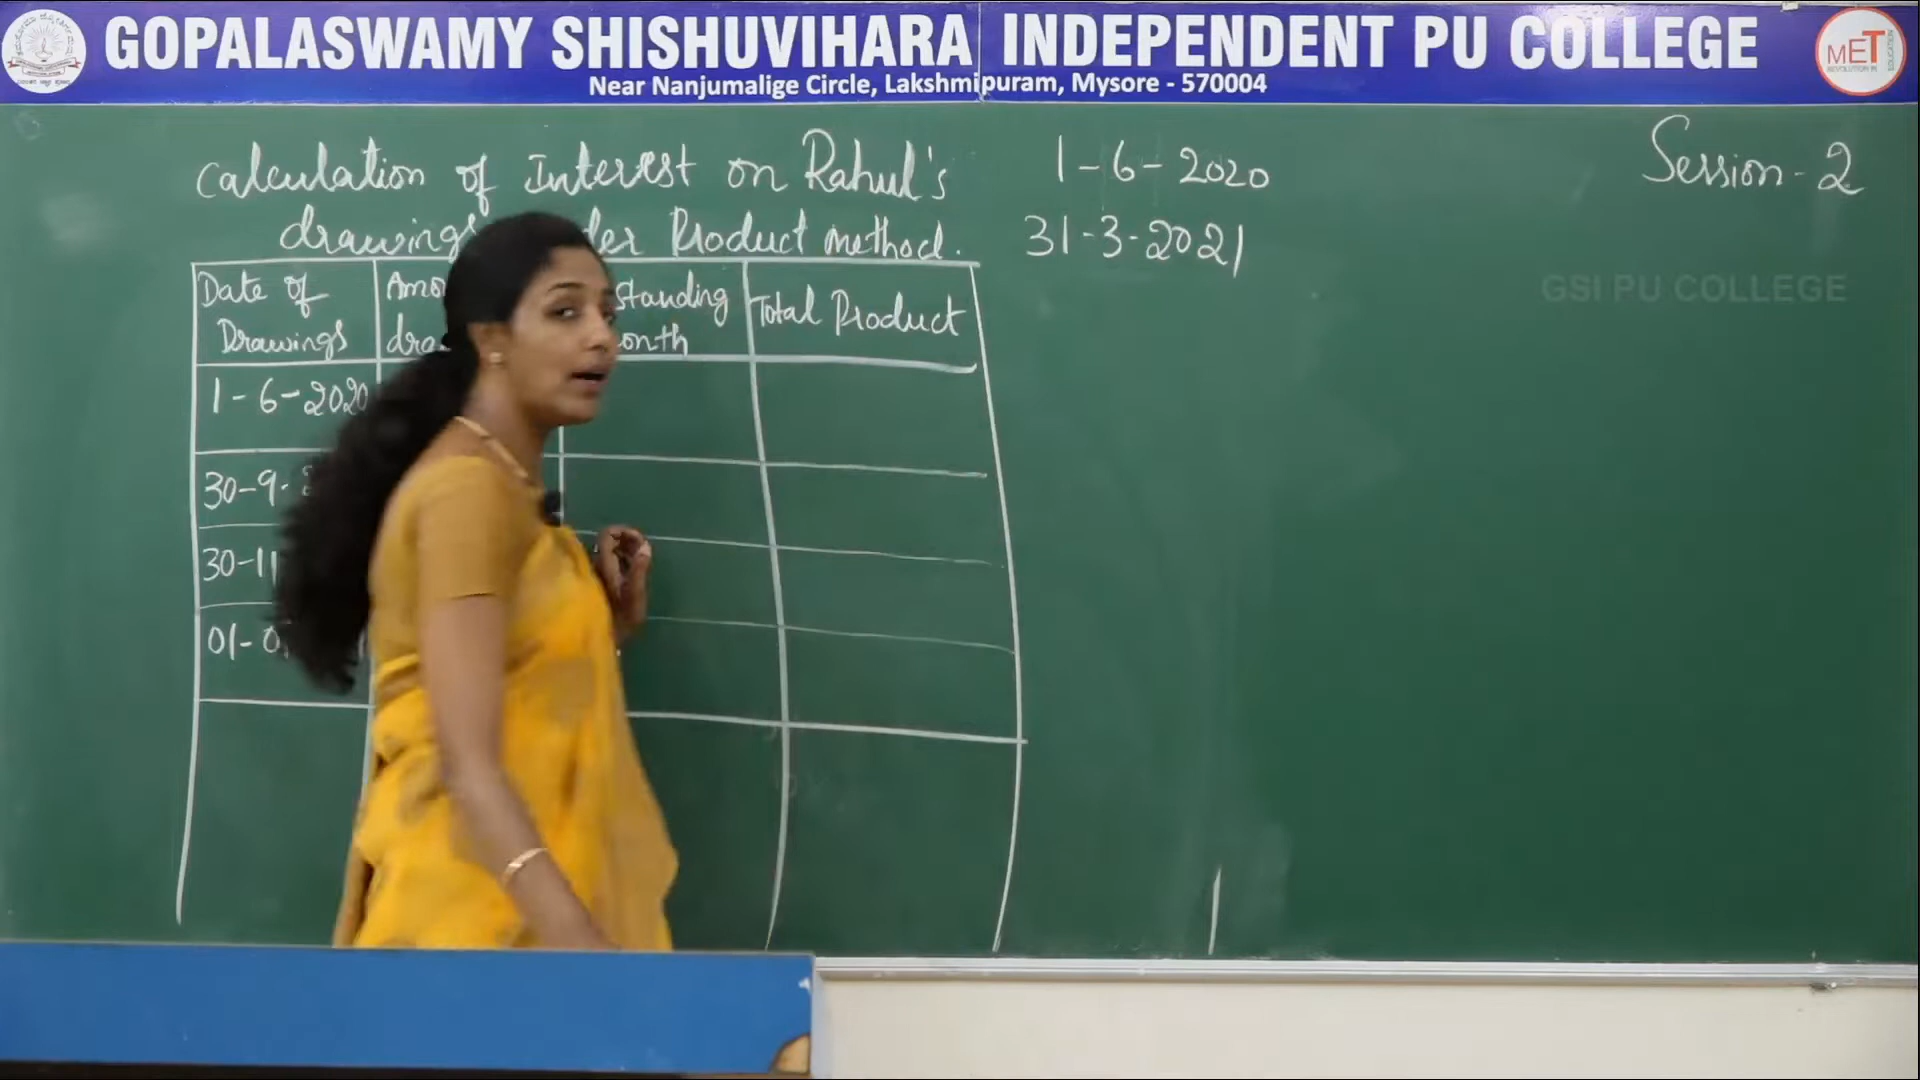 GOPALASWAMY SHISHUVIHARA INDEPENDENT PU COLLEGE
Near Nanjumalige Circle, Lakshmipuram, Mysore - 570004
MET
Calculation of Interest on Rahul's
drawings Product method.
1-6-2020
31-3-2021
Session-2
GSI PU COLLEGE
Date of
Drawings
Total Product
1-6-2020
30-9-
30-11
01-0